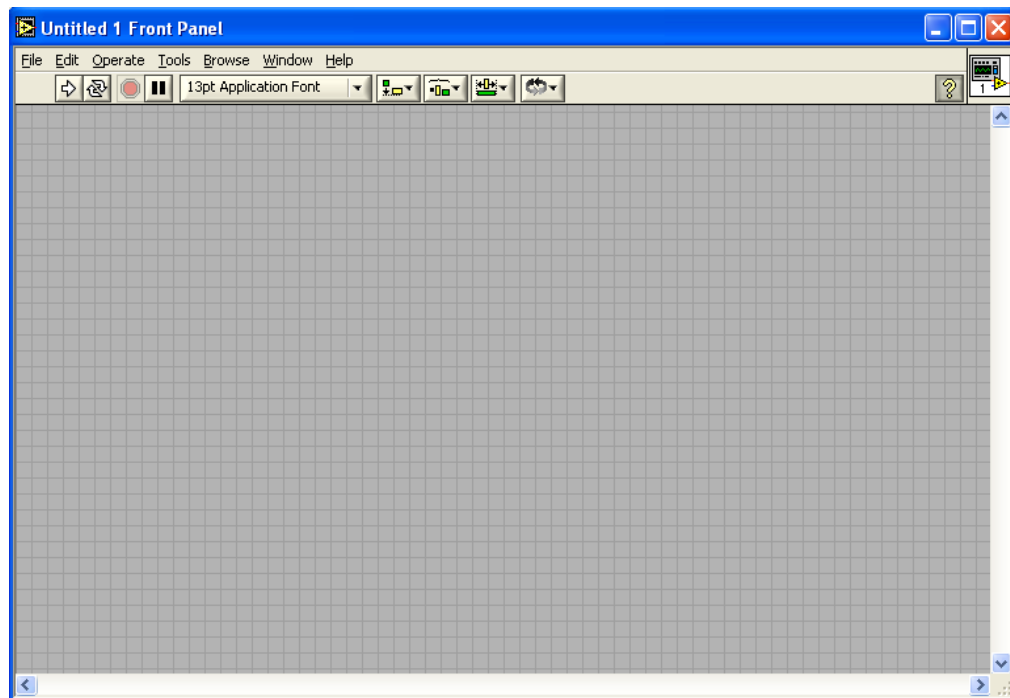 Untitled 1 Front Panel
File Edit Operate Tools Browse Window Help
13pt Application Font
?
1